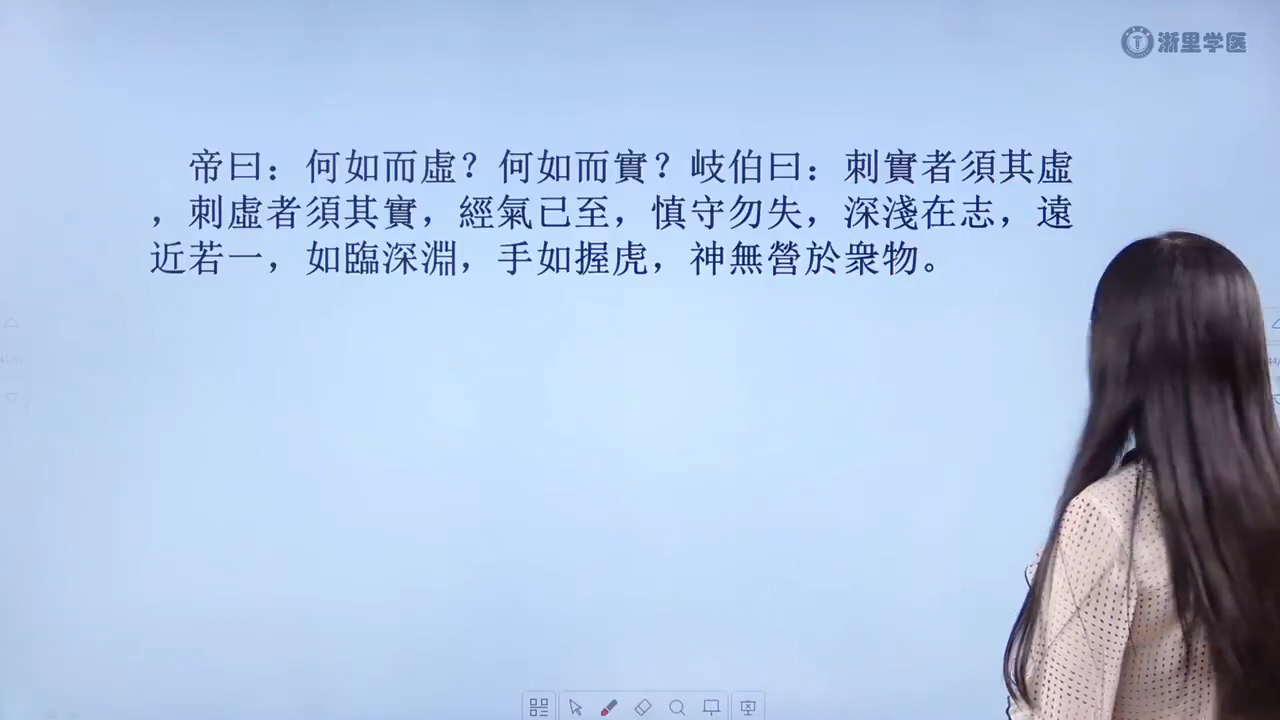 浙里学医
帝曰：何如而虛？何如而實？岐伯曰：刺實者須其虛
，刺虛者須其實，經氣已至，慎守勿失，深淺在志，遠
近若一，如臨深淵，手如握虎，神無營於衆物。